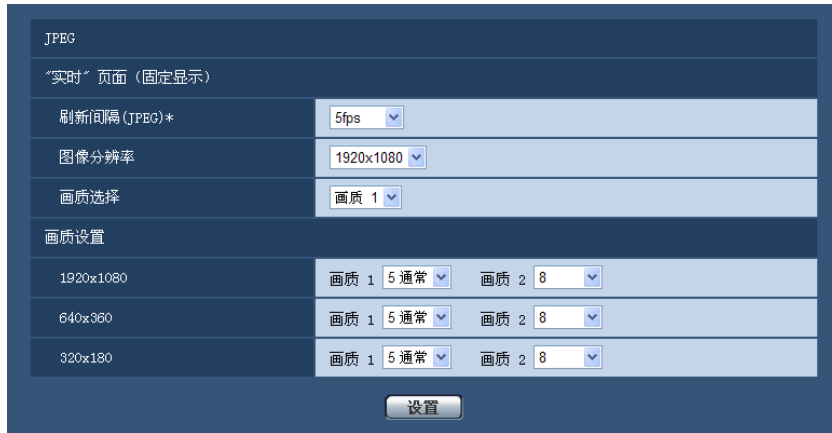 JPEG
"实时" 页面（固定显示）
刷新间隔(JPEG)* 5fps
图像分辨率 1920x1080
画质选择 画质 1
画质设置
1920x1080 画质 1 5 通常 画质 2 8
640x360 画质 1 5 通常 画质 2 8
320x180 画质 1 5 通常 画质 2 8
设置